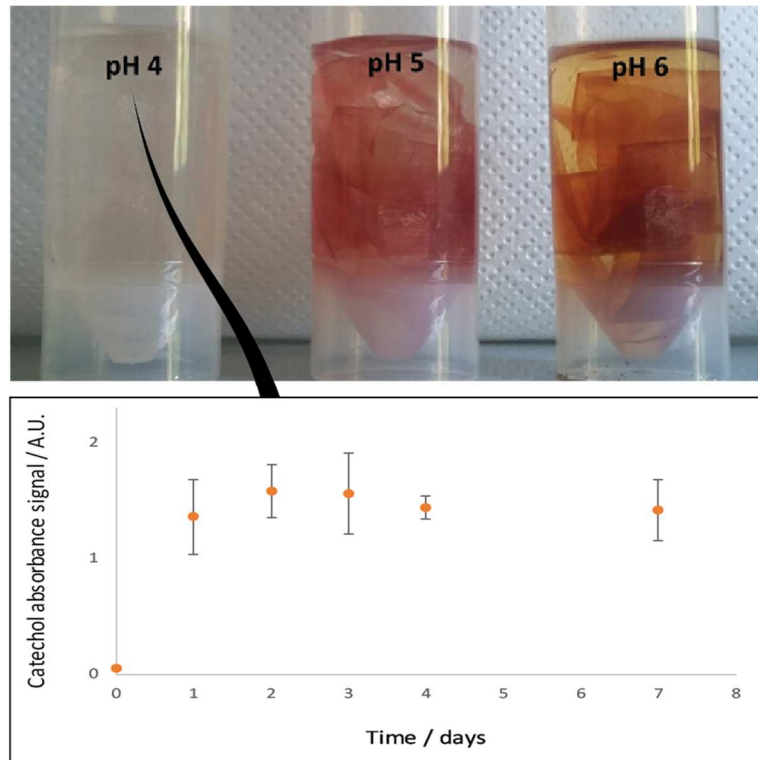 pH 4
pH 5
pH 6
Catechol absorbance signal / A.U.
2
1
0
0 1 2 3 4 5 6 7 8
Time / days